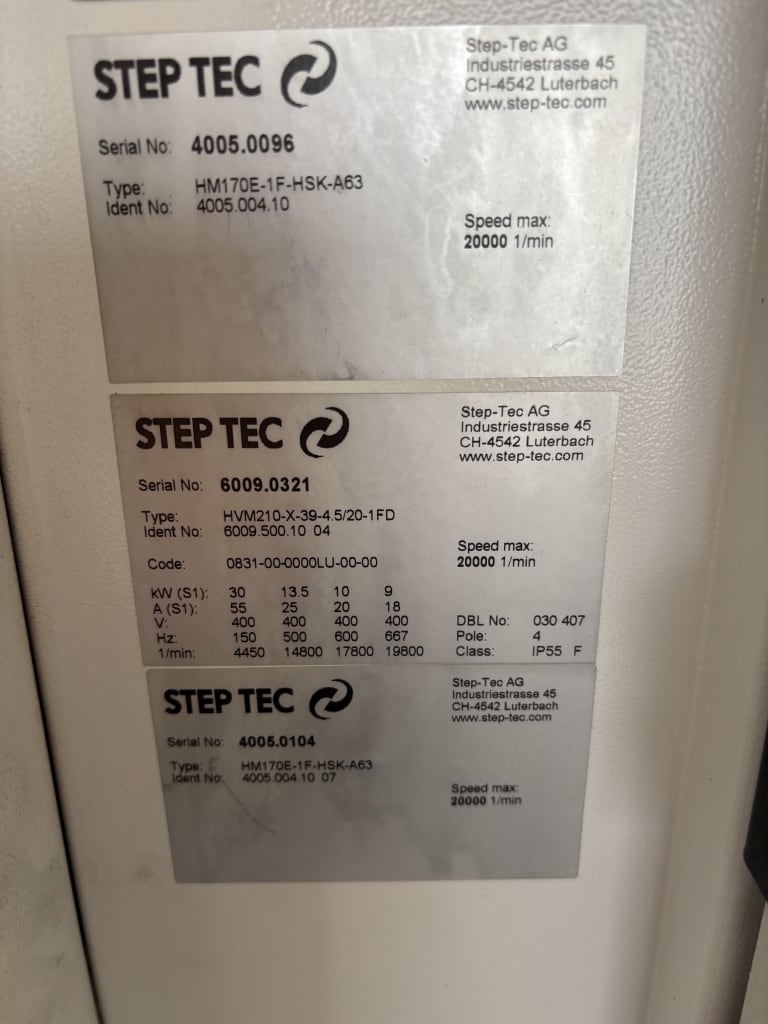 STEP TEC
Step-Tec AG
Industriestrasse 45
CH-4542 Luterbach
www.step-tec.com
Serial No: 4005.0096
Type: HM170E-1F-HSK-A63
Ident No: 4005.004.10
Speed max:
20000 1/min
STEP TEC
Step-Tec AG
Industriestrasse 45
CH-4542 Luterbach
www.step-tec.com
Serial No: 6009.0321
Type: HVM210-X-39-4.5/20-1FD
Ident No: 6009.500.10 04
Code: 0831-00-0000LU-00-00
Speed max:
20000 1/min
kW (S1): 30 13.5 10 9
A (S1): 55 25 20 18
V: 400 400 400 400 DBL No: 030 407
Hz: 150 500 600 667 Pole: 4
1/min: 4450 14800 17800 19800 Class: IP55 F
STEP TEC
Step-Tec AG
Industriestrasse 45
CH-4542 Luterbach
www.step-tec.com
Serial No: 4005.0104
Type: HM170E-1F-HSK-A63
Ident No: 4005.004.10 07
Speed max:
20000 1/min